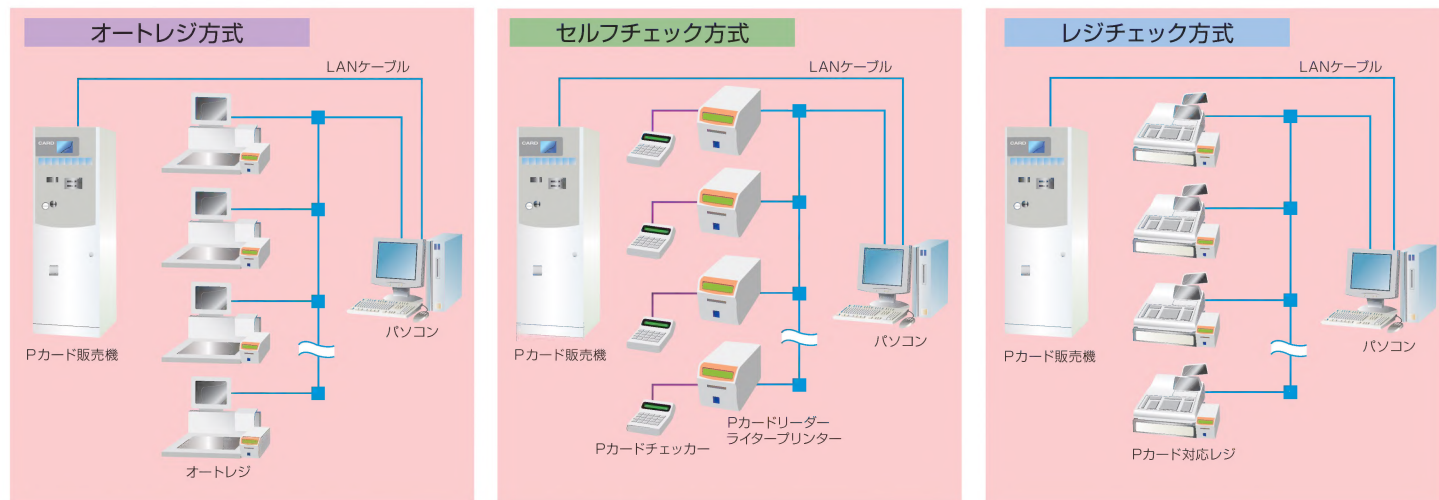 オートレジ方式
LANケーブル
CARD
Pカード販売機
パソコン
オートレジ
セルフチェック方式
LANケーブル
CARD
Pカード販売機
パソコン
Pカードリーダー
ライタープリンター
Pカードチェッカー
レジチェック方式
LANケーブル
CARD
Pカード販売機
パソコン
Pカード対応レジ